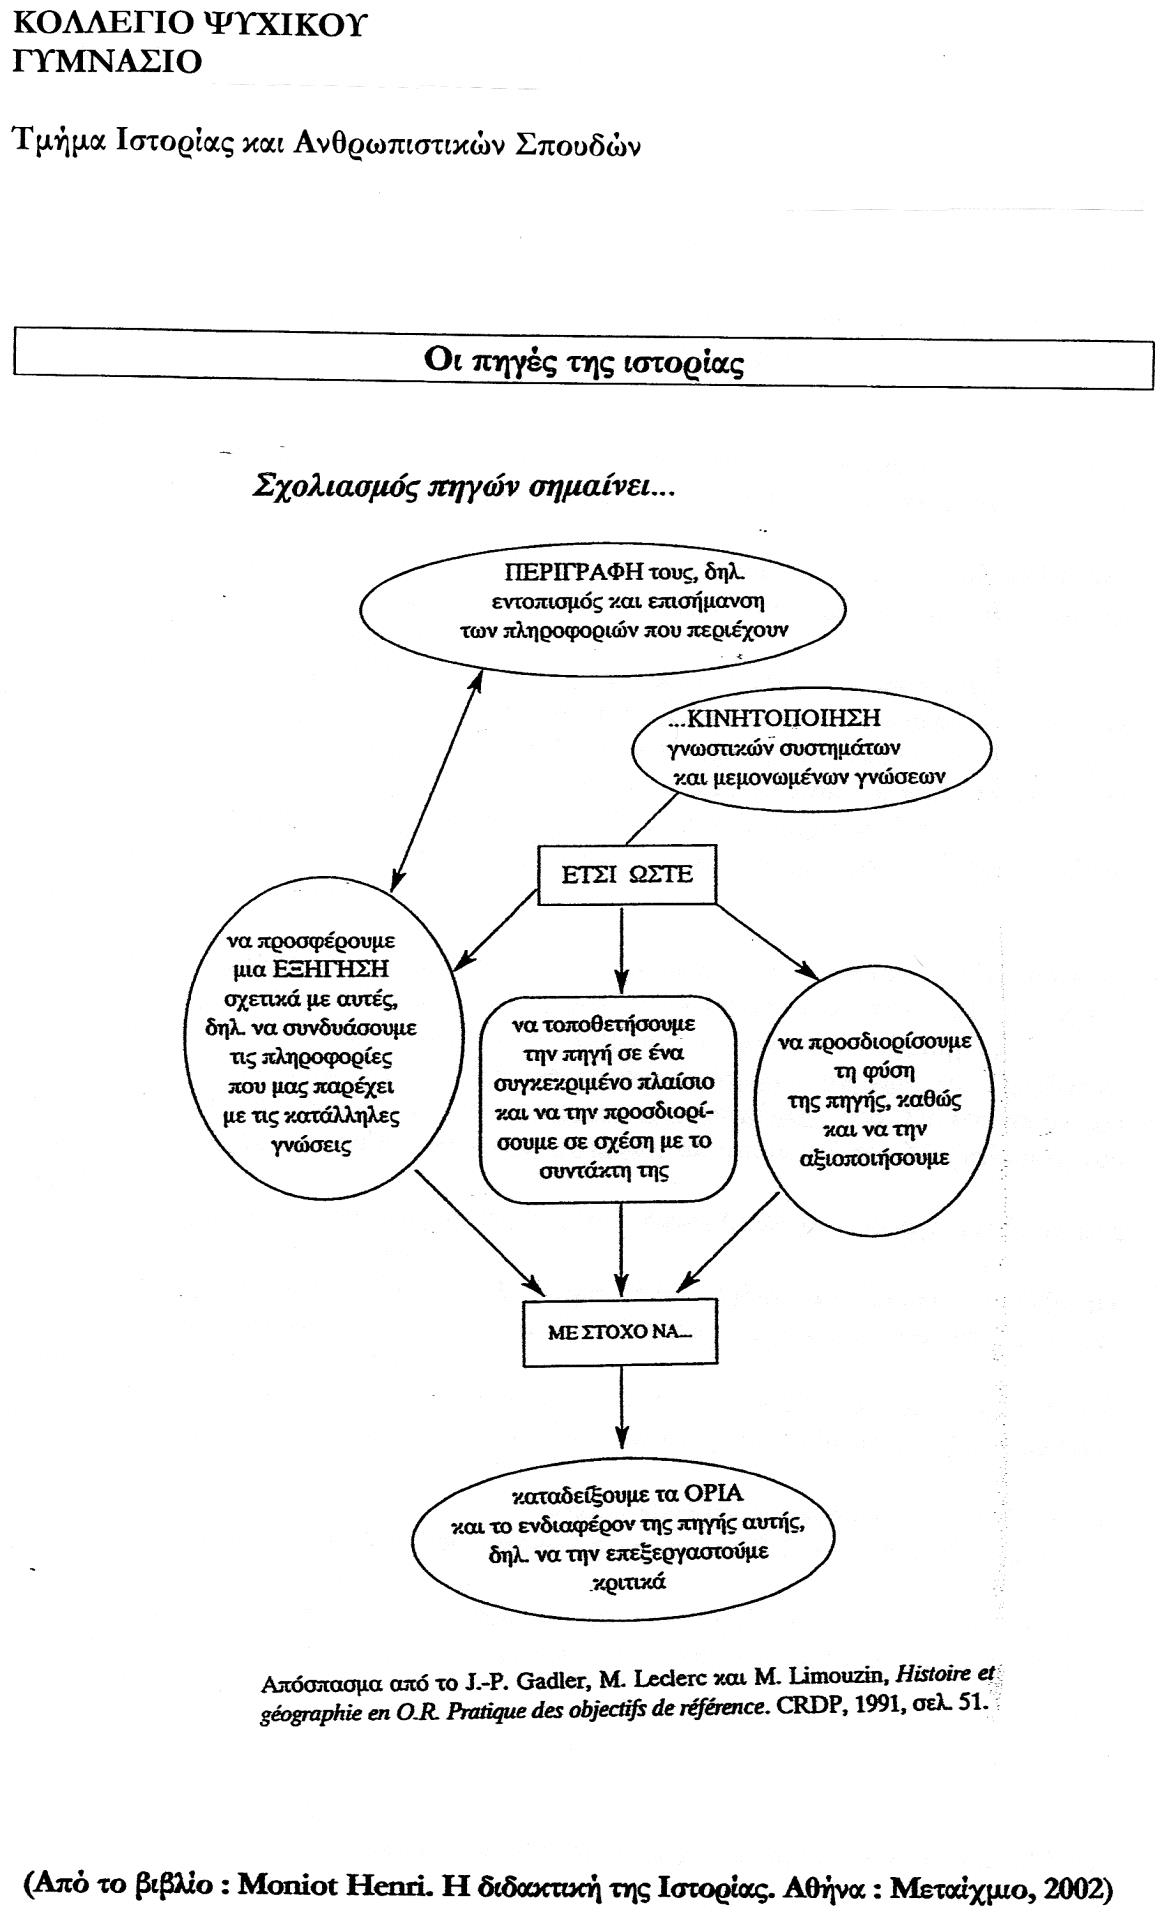 ΚΟΛΛΕΓΙΟ ΨΥΧΙΚΟΥ
ΓΥΜΝΑΣΙΟ
Τμήμα Ιστορίας και Ανθρωπιστικών Σπουδών
Οι πηγές της ιστορίας
Σχολιασμός πηγών σημαίνει...
ΠΕΡΙΓΡΑΦΗ τους, δηλ.
εντοπισμός και επισήμανση
των πληροφοριών που περιέχουν
...ΚΙΝΗΤΟΠΟΙΗΣΗ
γνωστικών συστημάτων
και μεμονωμένων γνώσεων
ΕΤΣΙ ΩΣΤΕ
να προσφέρουμε
μια ΕΞΗΓΗΣΗ
σχετικά με αυτές,
δηλ. να συνδυάσουμε
τις πληροφορίες
που μας παρέχει
με τις κατάλληλες
γνώσεις
να τοποθετήσουμε
την πηγή σε ένα
συγκεκριμένο πλαίσιο
και να την προσδιορί-
σουμε σε σχέση με το
συντάκτη της
να προσδιορίσουμε
τη φύση
της πηγής, καθώς
και να την
αξιοποιήσουμε
ΜΕ ΣΤΟΧΟ ΝΑ...
καταδείξουμε τα ΟΡΙΑ
και το ενδιαφέρον της πηγής αυτής,
δηλ. να την επεξεργαστούμε
κριτικά
Απόσπασμα από το J.-P. Gadler, M. Leclerc και M. Limouzin, Histoire et
géographie en O.R. Pratique des objectifs de référence. CRDP, 1991, σελ. 51.
(Από το βιβλίο : Moniot Henri. Η διδακτική της Ιστορίας. Αθήνα : Μεταίχμιο, 2002)